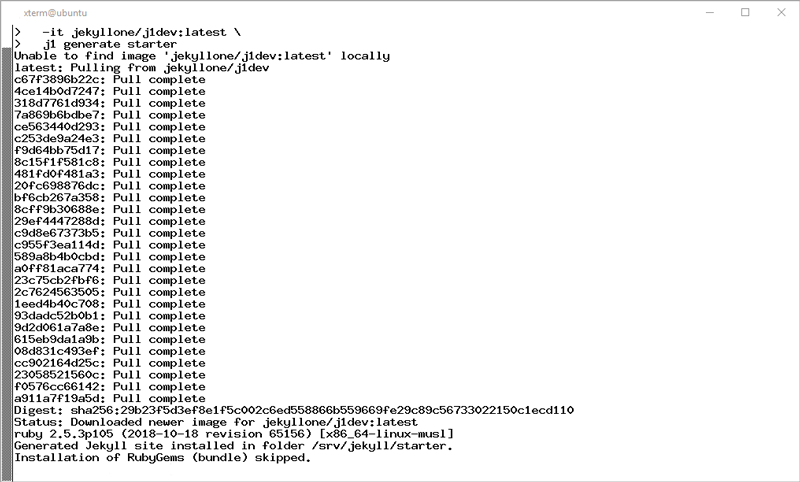 xterm@ubuntu
>   -it jekyllone/j1dev:latest \
>   j1 generate starter
Unable to find image 'jekyllone/j1dev:latest' locally
latest: Pulling from jekyllone/j1dev
c67f3896b22c: Pull complete
4ce14b0d7247: Pull complete
318d7761d934: Pull complete
7a869b6bdbe7: Pull complete
ce563440d293: Pull complete
c253de9a24e3: Pull complete
f9d64bb75d17: Pull complete
8c15f1f581c8: Pull complete
481fd0f481a3: Pull complete
20fc698876dc: Pull complete
bf6cb267a358: Pull complete
8cff9b30688e: Pull complete
29ef4447288d: Pull complete
c9d8e67373b5: Pull complete
c955f3ea114d: Pull complete
589a8b4b0cbd: Pull complete
a0ff81aca774: Pull complete
23c75cb2fbf6: Pull complete
2c7624563505: Pull complete
1eed4b40c708: Pull complete
93dadc52b0b1: Pull complete
9d2d061a7a8e: Pull complete
615eb9da1a9b: Pull complete
08d831c493ef: Pull complete
cc902164d25c: Pull complete
23058521560c: Pull complete
f0576cc66142: Pull complete
a911a7f19a5d: Pull complete
Digest: sha256:29b23f5d3ef8e1f5c002c6ed558866b559669fe29c89c56733022150c1ecd110
Status: Downloaded newer image for jekyllone/j1dev:latest
ruby 2.5.3p105 (2018-10-18 revision 65156) [x86_64-linux-musl]
Generated Jekyll site installed in folder /srv/jekyll/starter.
Installation of RubyGems (bundle) skipped.